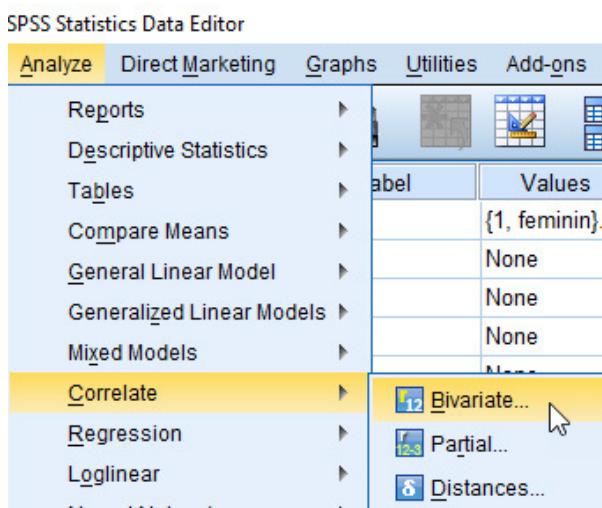 SPSS Statistics Data Editor
Analyze Direct Marketing Graphs Utilities Add-ons
Reports
Descriptive Statistics
Tables
abel Values
Compare Means
{1, feminin}.
General Linear Model
None
Generalized Linear Models
None
Mixed Models
None
Correlate
Bivariate...
Regression
Partial...
Loglinear
Distances...